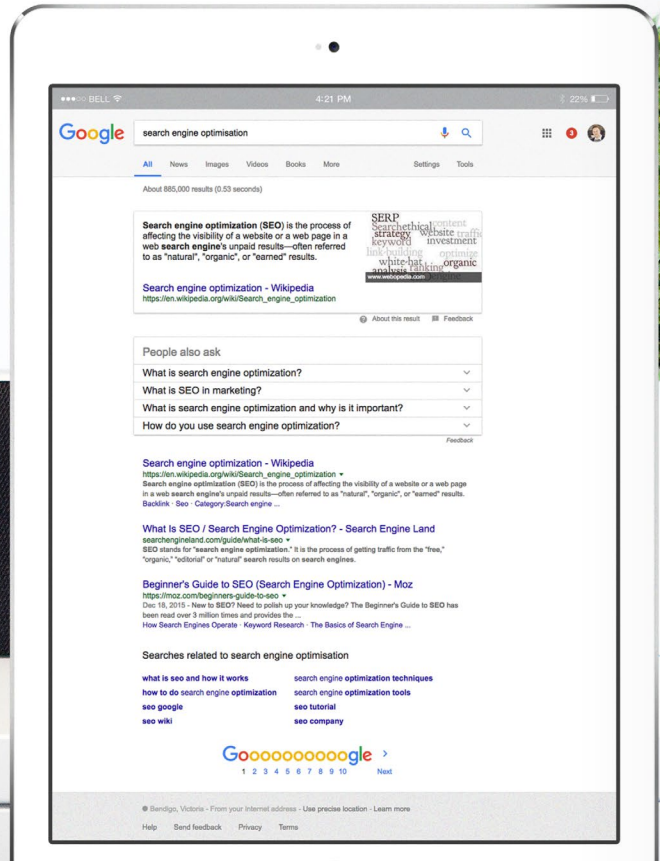 BELL
4:21 PM
22%
Google
search engine optimisation
3
All News Images Videos Books More Settings Tools
About 885,000 results (0.53 seconds)
Search engine optimization (SEO) is the process of
affecting the visibility of a website or a web page in a
web search engine's unpaid results—often referred
to as "natural", "organic", or "earned" results.
SERP
Searchethicalcontent
strategy website traffic
keyword investment
link-building optimize
white-hat organic
analysis ranking
www.webopedia.com
Search engine optimization - Wikipedia
https://en.wikipedia.org/wiki/Search_engine_optimization
About this result Feedback
People also ask
What is search engine optimization?
What is SEO in marketing?
What is search engine optimization and why is it important?
How do you use search engine optimization?
Feedback
Search engine optimization - Wikipedia
https://en.wikipedia.org/wiki/Search_engine_optimization
Search engine optimization (SEO) is the process of affecting the visibility of a website or a web page
in a web search engine's unpaid results—often referred to as "natural", "organic", or "earned" results.
Backlink · Seo · Category:Search engine ...
What Is SEO / Search Engine Optimization? - Search Engine Land
searchengineland.com/guide/what-is-seo
SEO stands for "search engine optimization." It is the process of getting traffic from the "free,"
"organic," "editorial" or "natural" search results on search engines.
Beginner's Guide to SEO (Search Engine Optimization) - Moz
https://moz.com/beginners-guide-to-seo
Dec 18, 2015 - New to SEO? Need to polish up your knowledge? The Beginner's Guide to SEO has
been read over 3 million times and provides the ...
How Search Engines Operate · Keyword Research · The Basics of Search Engine ...
Searches related to search engine optimisation
what is seo and how it works search engine optimization techniques
how to do search engine optimization search engine optimization tools
seo google seo tutorial
seo wiki seo company
Goooooooooogle
1 2 3 4 5 6 7 8 9 10 Next
Bendigo, Victoria - From your Internet address - Use precise location - Learn more
Help Send feedback Privacy Terms